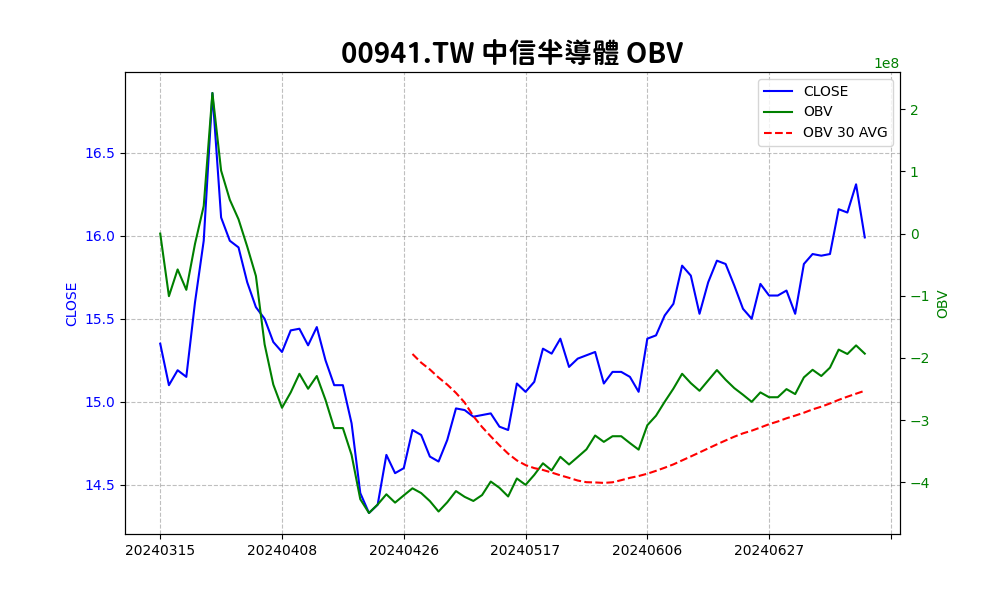 00941.TW 中信半導體 OBV
1e8
CLOSE
OBV
OBV 30 AVG
16.5
16.0
15.5
15.0
14.5
CLOSE
2
1
0
−1
−2
−3
−4
OBV
20240315 20240408 20240426 20240517 20240606 20240627